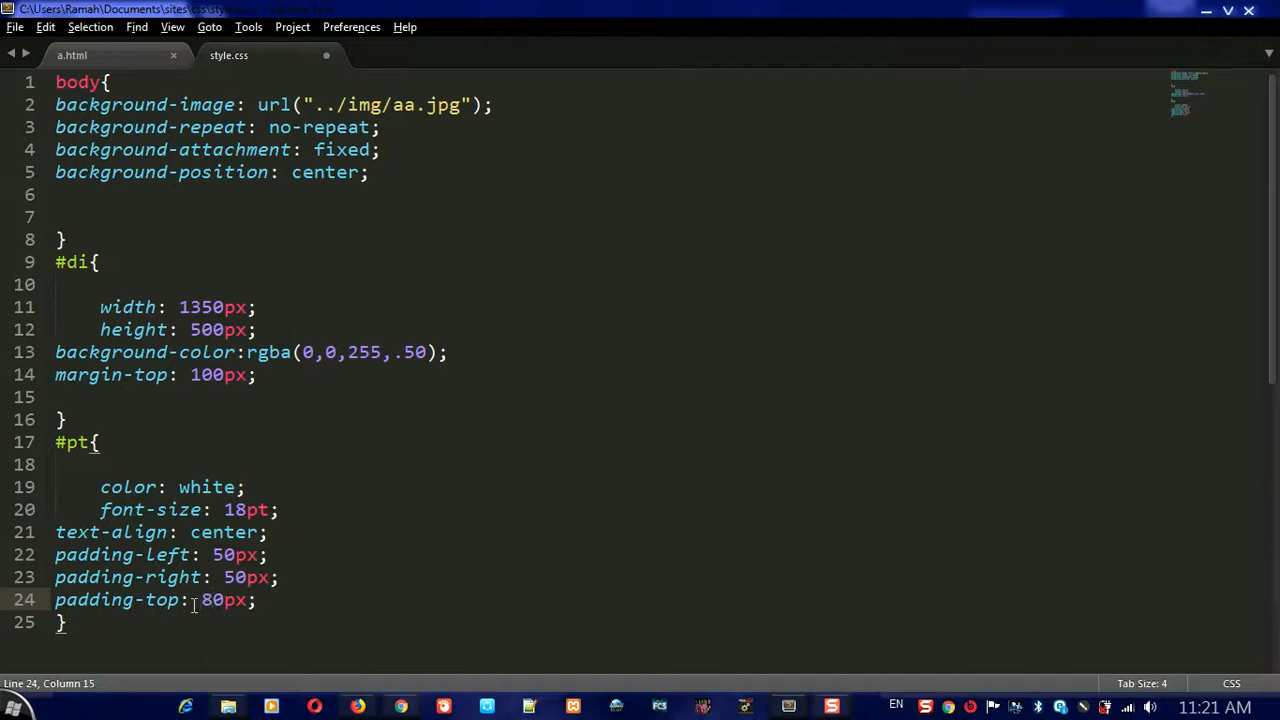 C:\Users\Ramah\Documents\sites\css\style.css - Sublime Text
File Edit Selection Find View Goto Tools Project Preferences Help
a.html × style.css
1 body{
2 background-image: url("../img/aa.jpg");
3 background-repeat: no-repeat;
4 background-attachment: fixed;
5 background-position: center;
6
7
8 }
9 #di{
10
11 width: 1350px;
12 height: 500px;
13 background-color:rgba(0,0,255,.50);
14 margin-top: 100px;
15
16 }
17 #pt{
18
19 color: white;
20 font-size: 18pt;
21 text-align: center;
22 padding-left: 50px;
23 padding-right: 50px;
24 padding-top: 80px;
25 }
Line 24, Column 15 Tab Size: 4 CSS
EN 11:21 AM